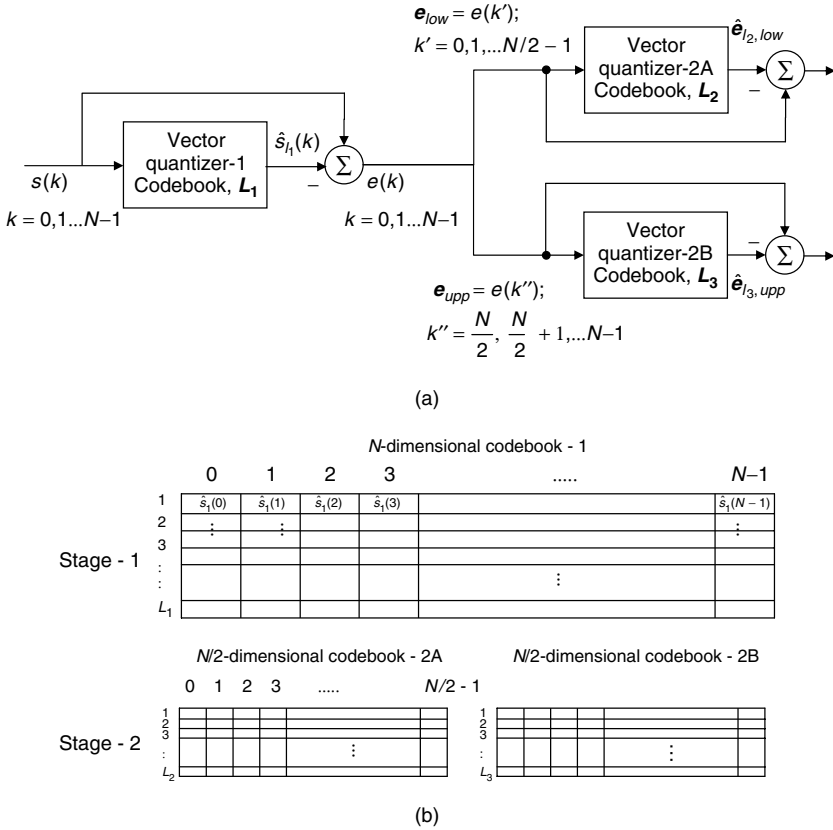 e_low = e(k′);
k′ = 0,1,...N/2 − 1
Vector
quantizer-2A
Codebook, L₂
ê_l₂,low
−
Σ
Vector
quantizer-1
Codebook, L₁
ŝ_l₁(k)
−
Σ
s(k)
e(k)
k = 0,1...N−1
k = 0,1...N−1
Vector
quantizer-2B
Codebook, L₃
−
Σ
ê_l₃,upp
e_upp = e(k″);
k″ = N/2, N/2 + 1,...N−1
(a)
N-dimensional codebook - 1
0 1 2 3 ..... N−1
1 ŝ₁(0) ŝ₁(1) ŝ₁(2) ŝ₁(3) ŝ₁(N − 1)
2 ⋮ ⋮ ⋮
3
Stage - 1
:
: ⋮
L₁
N/2-dimensional codebook - 2A N/2-dimensional codebook - 2B
0 1 2 3 ..... N/2 - 1
1 1
2 2
3 3
Stage - 2
: ⋮ : ⋮
L₂ L₃
(b)